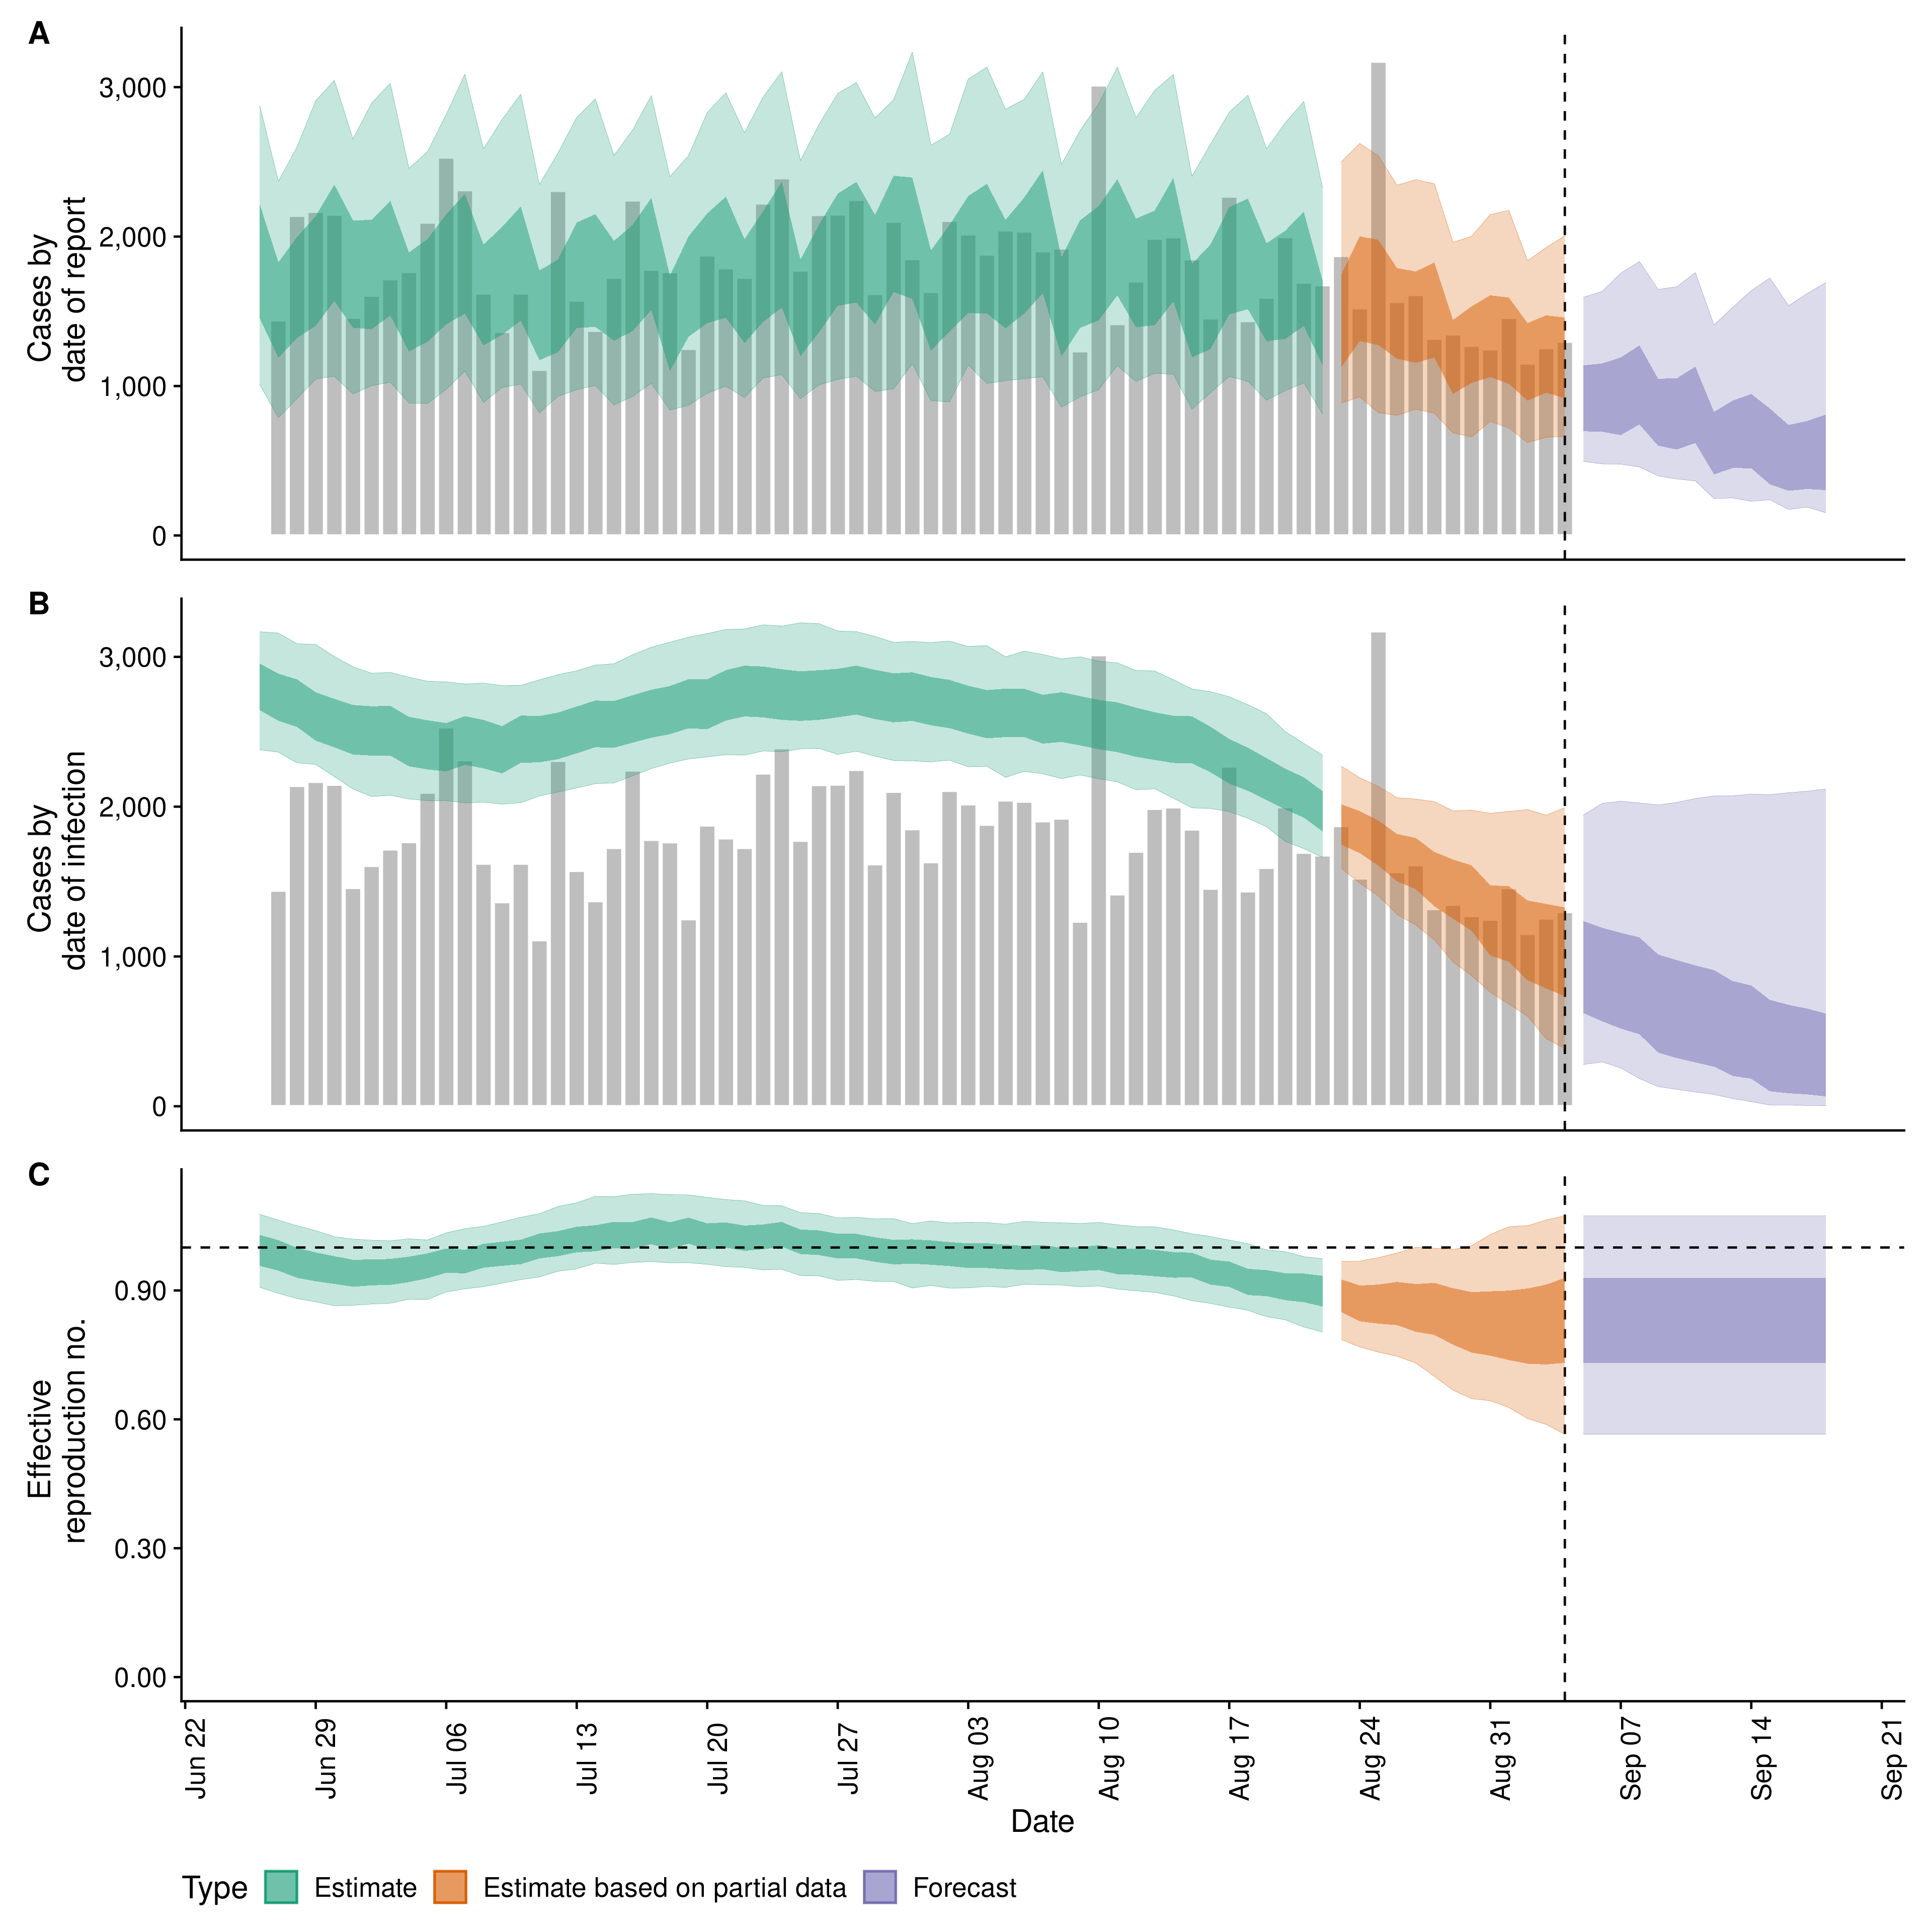 A
Cases by
date of report
3,000
2,000
1,000
0
B
Cases by
date of infection
3,000
2,000
1,000
0
C
Effective
reproduction no.
0.90
0.60
0.30
0.00
Jun 22
Jun 29
Jul 06
Jul 13
Jul 20
Jul 27
Aug 03
Aug 10
Aug 17
Aug 24
Aug 31
Sep 07
Sep 14
Sep 21
Date
Type Estimate Estimate based on partial data Forecast